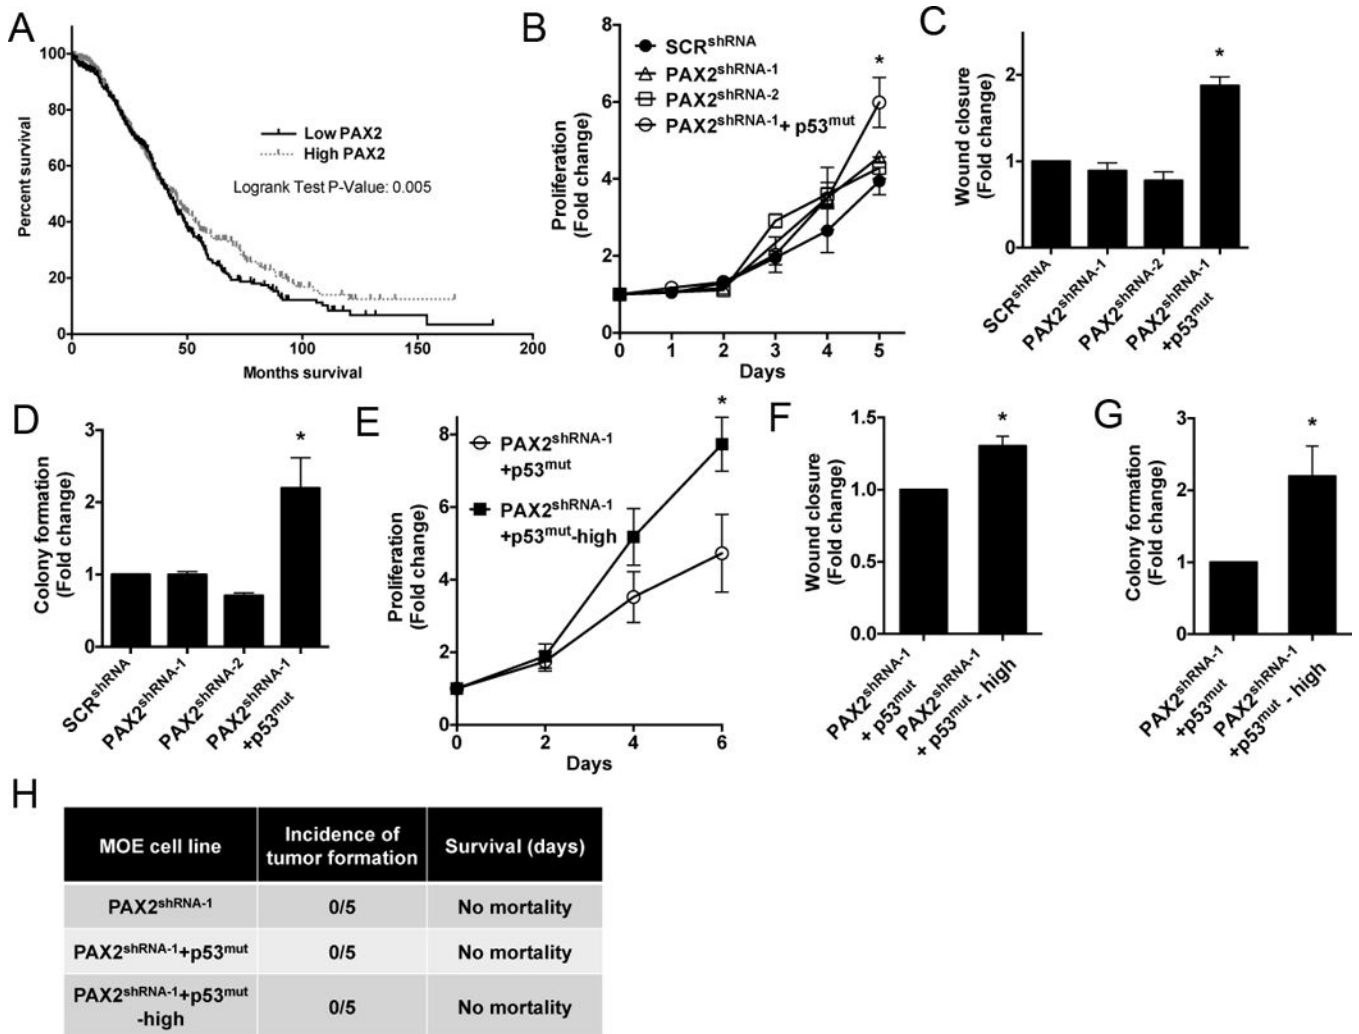 A
100
80
60
40
20
0
0 50 100 150 200
Percent survival
Months survival
Low PAX2
High PAX2
Logrank Test P-Value: 0.005
B
8
6
4
2
0
0 1 2 3 4 5
Proliferation
(Fold change)
Days
SCRshRNA
PAX2shRNA-1
PAX2shRNA-2
PAX2shRNA-1+ p53mut
*
C
2
1
0
Wound closure
(Fold change)
*
SCRshRNA
PAX2shRNA-1
PAX2shRNA-2
PAX2shRNA-1
+p53mut
D
3
2
1
0
Colony formation
(Fold change)
*
SCRshRNA
PAX2shRNA-1
PAX2shRNA-2
PAX2shRNA-1
+p53mut
E
8
6
4
2
0
0 2 4 6
Proliferation
(Fold change)
Days
PAX2shRNA-1
+p53mut
PAX2shRNA-1
+p53mut-high
*
F
1.5
1.0
0.5
0.0
Wound closure
(Fold change)
*
PAX2shRNA-1
+ p53mut
PAX2shRNA-1
+ p53mut - high
G
3
2
1
0
Colony formation
(Fold change)
*
PAX2shRNA-1
+p53mut
PAX2shRNA-1
+p53mut - high
H
MOE cell line
Incidence of
tumor formation
Survival (days)
PAX2shRNA-1 0/5 No mortality
PAX2shRNA-1+p53mut 0/5 No mortality
PAX2shRNA-1+p53mut
-high
0/5 No mortality